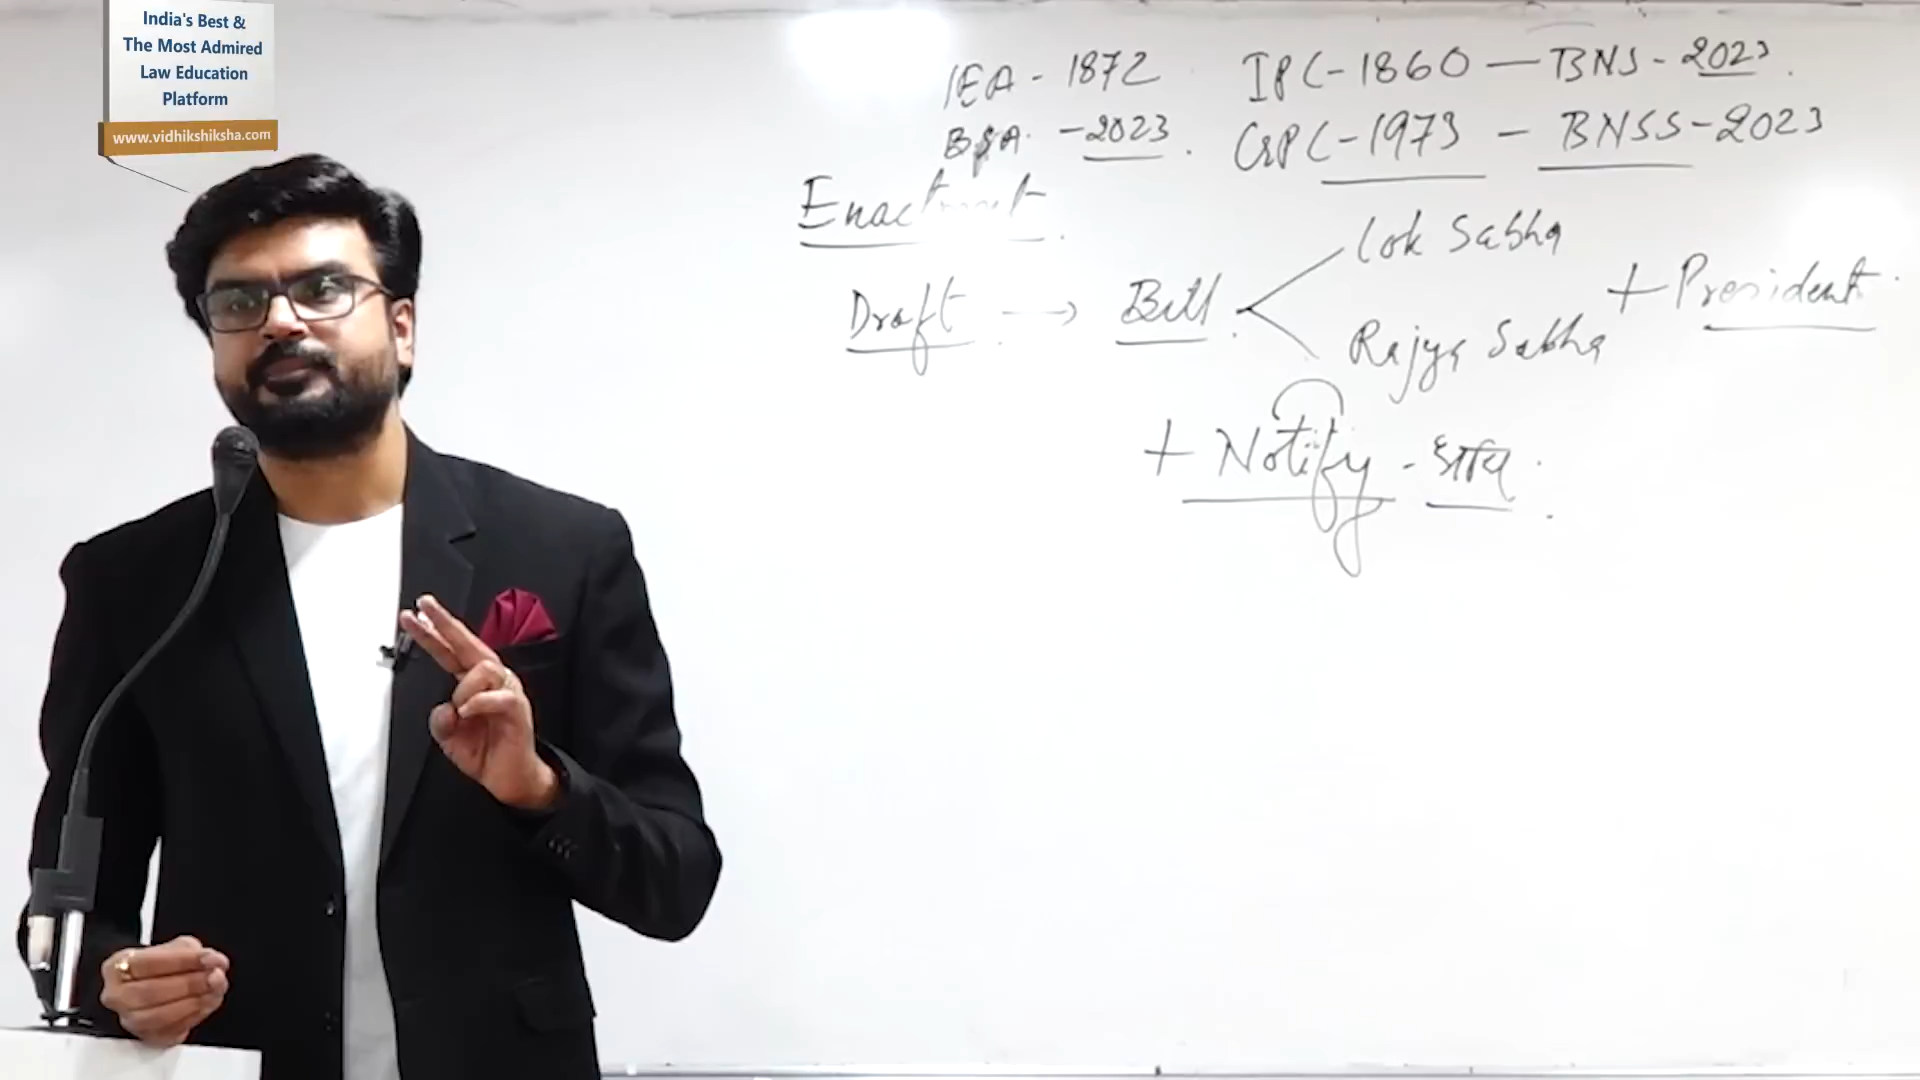 India's Best &
The Most Admired
Law Education
Platform
www.vidhikshiksha.com
IEA - 1872 IPC - 1860 — BNS - 2023.
BSA. - 2023. CrPC - 1973 - BNSS - 2023
Enactment.
Lok Sabha
Draft → Bill. + President.
Rajya Sabha
+ Notify -